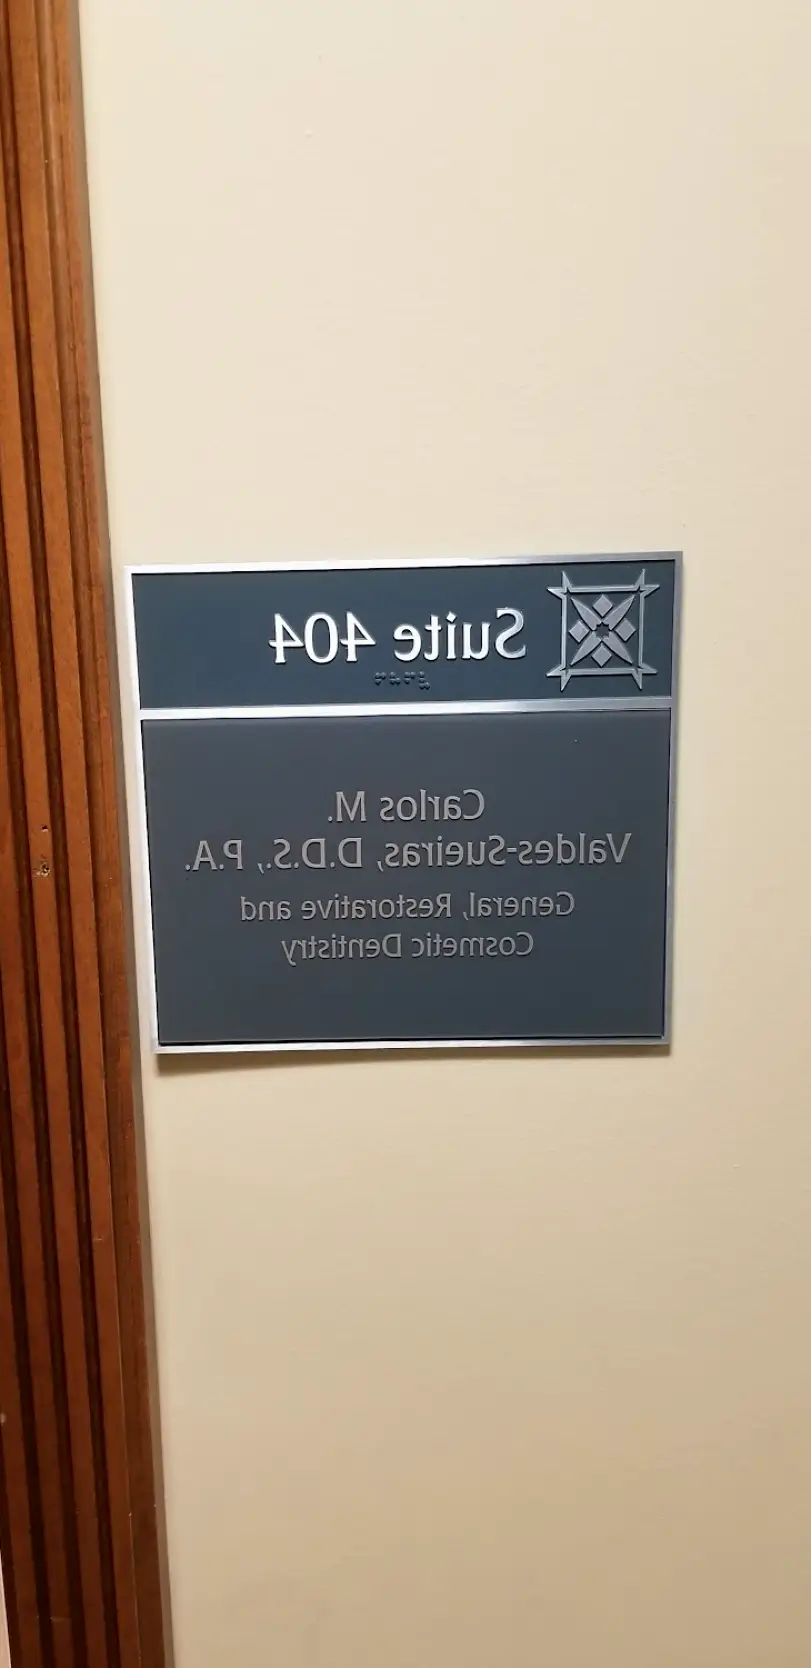 Suite 404
Carlos M.
Valdes-Sueiras, D.D.S., P.A.
General, Restorative and
Cosmetic Dentistry